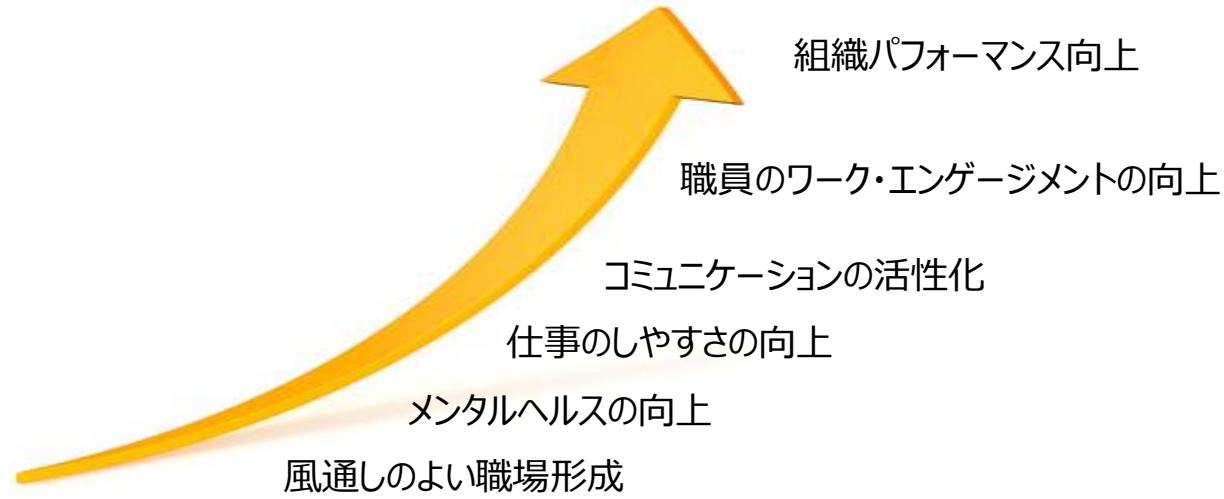 組織パフォーマンス向上
職員のワーク・エンゲージメントの向上
コミュニケーションの活性化
仕事のしやすさの向上
メンタルヘルスの向上
風通しのよい職場形成